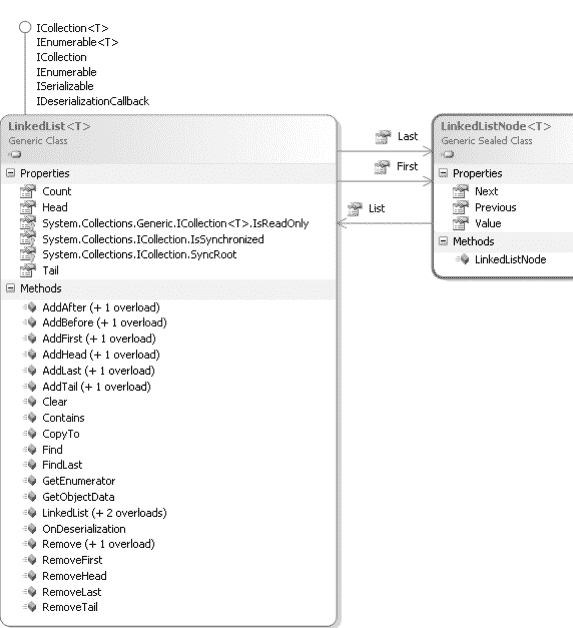 ICollection<T>
IEnumerable<T>
ICollection
IEnumerable
ISerializable
IDeserializationCallback
LinkedList<T>
Generic Class
Properties
Count
Head
System.Collections.Generic.ICollection<T>.IsReadOnly
System.Collections.ICollection.IsSynchronized
System.Collections.ICollection.SyncRoot
Tail
Methods
AddAfter (+ 1 overload)
AddBefore (+ 1 overload)
AddFirst (+ 1 overload)
AddHead (+ 1 overload)
AddLast (+ 1 overload)
AddTail (+ 1 overload)
Clear
Contains
CopyTo
Find
FindLast
GetEnumerator
GetObjectData
LinkedList (+ 2 overloads)
OnDeserialization
Remove (+ 1 overload)
RemoveFirst
RemoveHead
RemoveLast
RemoveTail
Last
First
List
LinkedListNode<T>
Generic Sealed Class
Properties
Next
Previous
Value
Methods
LinkedListNode